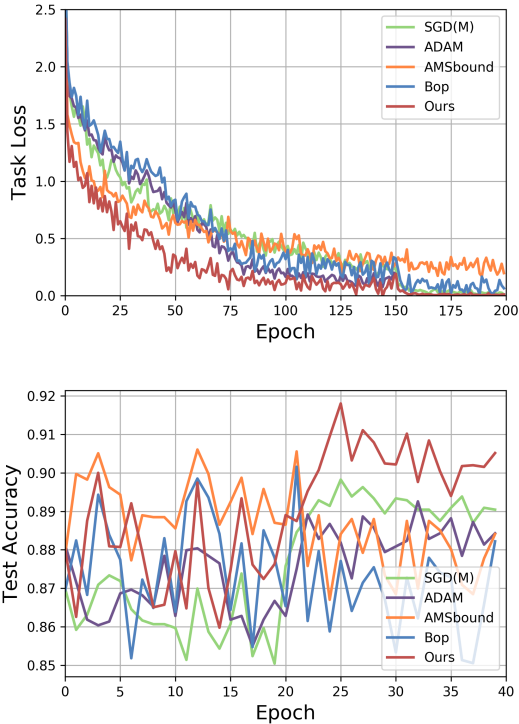 2.5
2.0
1.5
1.0
0.5
0.0
Task Loss
SGD(M)
ADAM
AMSbound
Bop
Ours
0 25 50 75 100 125 150 175 200
Epoch
0.92
0.91
0.90
0.89
0.88
0.87
0.86
0.85
Test Accuracy
SGD(M)
ADAM
AMSbound
Bop
Ours
0 5 10 15 20 25 30 35 40
Epoch